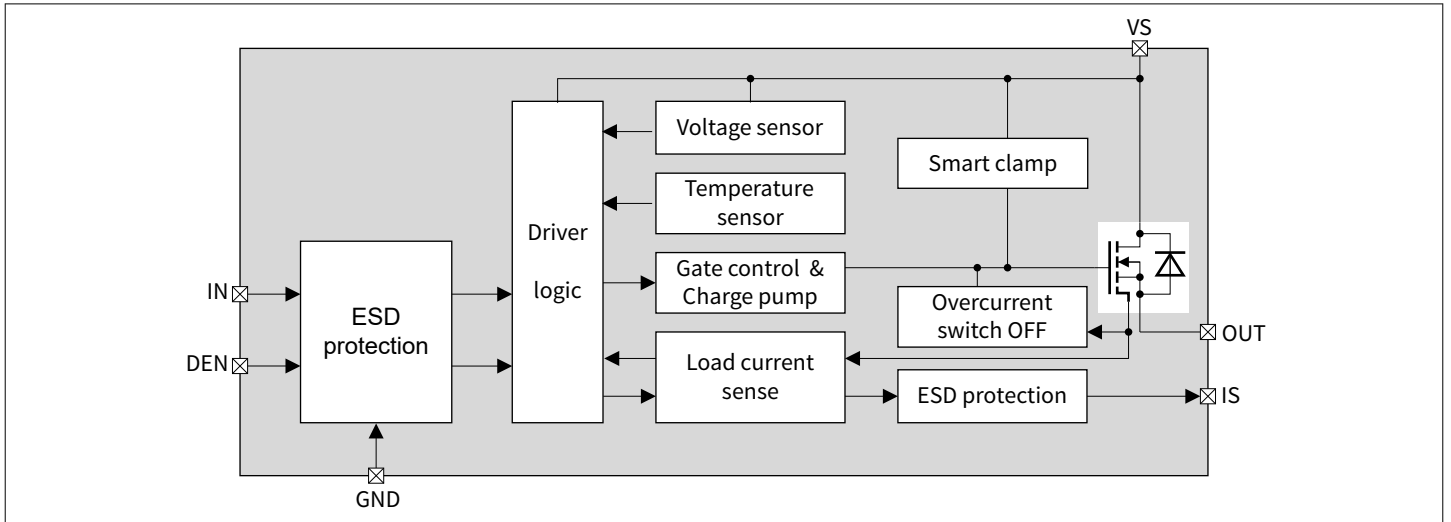 VS
Voltage sensor
Smart clamp
Temperature
sensor
Driver
logic
Gate control &
Charge pump
IN
ESD
protection
DEN
Overcurrent
switch OFF
OUT
Load current
sense
ESD protection
IS
GND